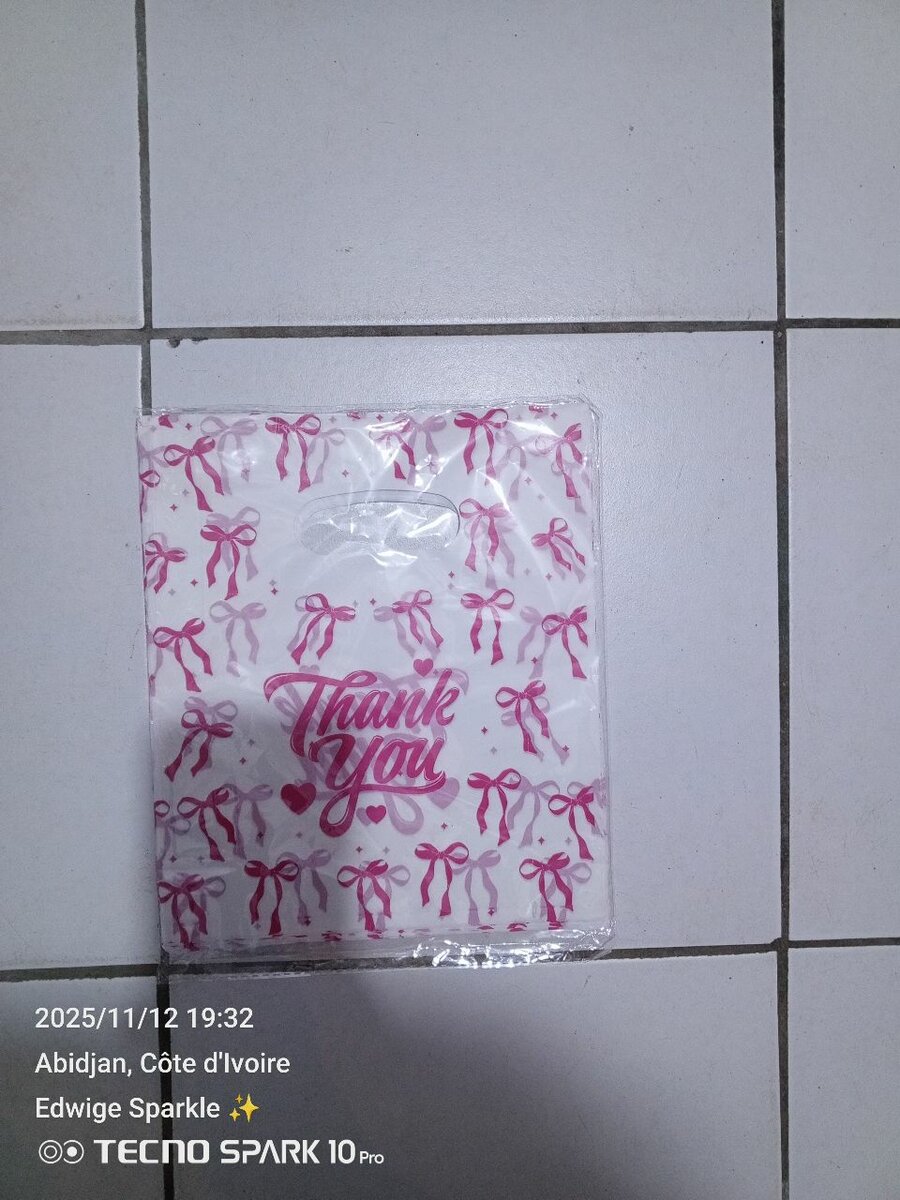 Thank
You
2025/11/12 19:32
Abidjan, Côte d'Ivoire
Edwige Sparkle ✨
TECNO SPARK 10 Pro